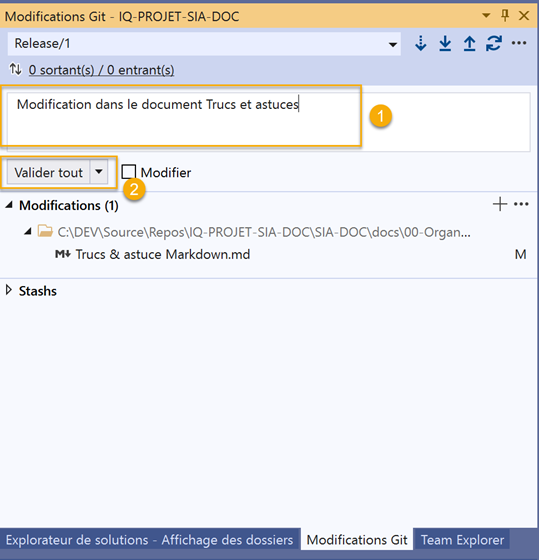 Modifications Git - IQ-PROJET-SIA-DOC
Release/1
0 sortant(s) / 0 entrant(s)
Modification dans le document Trucs et astuces
1
Valider tout
Modifier
2
Modifications (1)
C:\DEV\Source\Repos\IQ-PROJET-SIA-DOC\SIA-DOC\docs\00-Organ...
M↓ Trucs & astuce Markdown.md M
Stashs
Explorateur de solutions - Affichage des dossiers Modifications Git Team Explorer